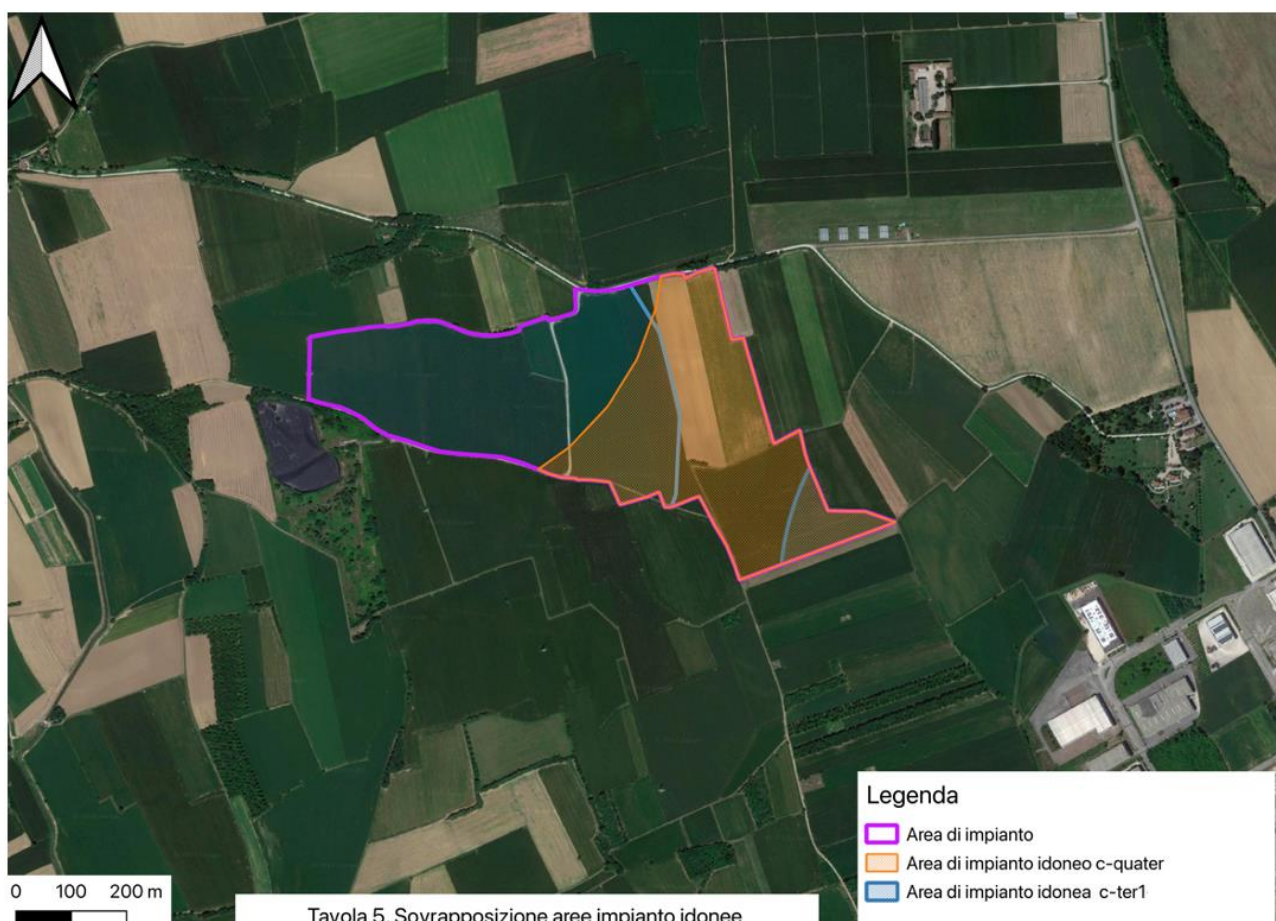 Legenda
Area di impianto
Area di impianto idoneo c-quater
Area di impianto idonea c-ter1
0 100 200 m
Tavola 5. Sovrapposizione aree impianto idonee